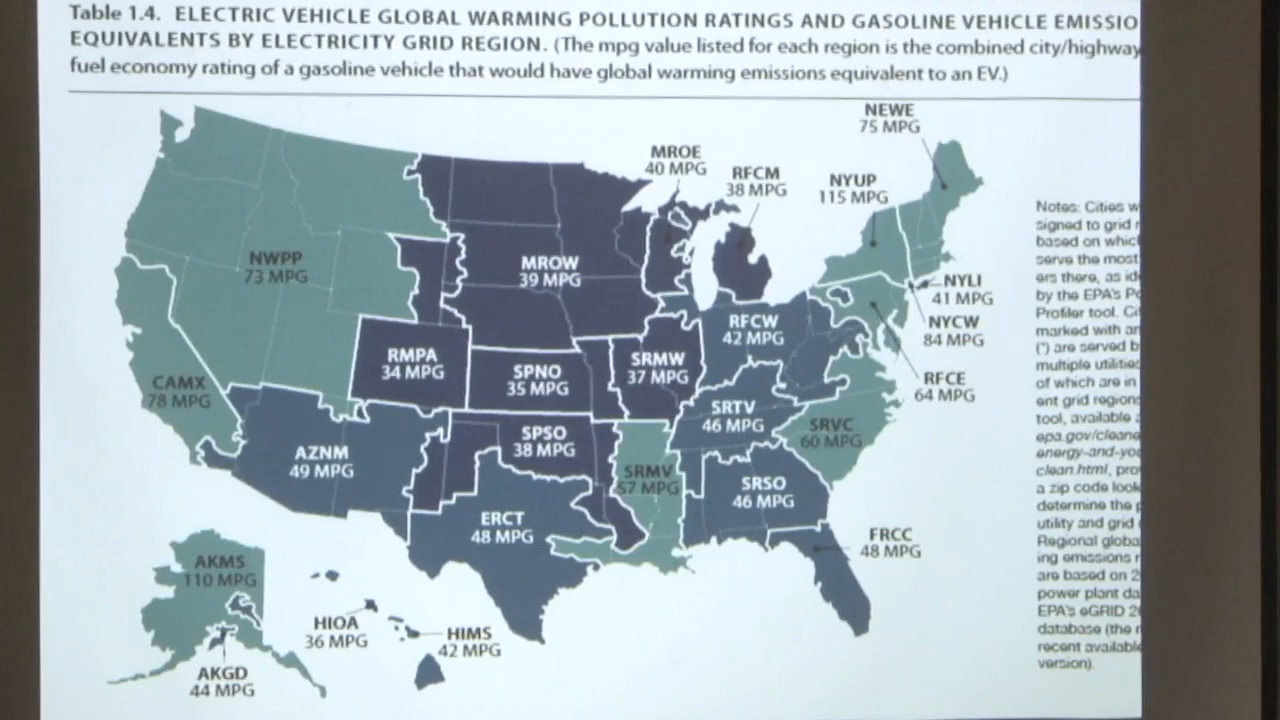 Table 1.4. ELECTRIC VEHICLE GLOBAL WARMING POLLUTION RATINGS AND GASOLINE VEHICLE EMISSIO
EQUIVALENTS BY ELECTRICITY GRID REGION. (The mpg value listed for each region is the combined city/highway
fuel economy rating of a gasoline vehicle that would have global warming emissions equivalent to an EV.)
NEWE
75 MPG
MROE
40 MPG
RFCM
38 MPG
NYUP
115 MPG
NWPP
73 MPG
MROW
39 MPG
NYLI
41 MPG
NYCW
84 MPG
RFCW
42 MPG
RMPA
34 MPG
SPNO
35 MPG
SRMW
37 MPG
RFCE
64 MPG
CAMX
78 MPG
SRTV
46 MPG
SRVC
60 MPG
SPSO
38 MPG
AZNM
49 MPG
SRMV
57 MPG
SRSO
46 MPG
ERCT
48 MPG
FRCC
48 MPG
AKMS
110 MPG
HIOA
36 MPG
HIMS
42 MPG
AKGD
44 MPG
Notes: Cities w
signed to grid r
based on whic
serve the most
ers there, as id
by the EPA's Po
Profiler tool. Ci
marked with an
(*) are served b
multiple utilitie
of which are in
ent grid region
tool, available
epa.gov/cleane
energy-and-yo
clean.html, pro
a zip code look
determine the p
utility and grid
Regional globa
ing emissions r
are based on 2
power plant da
EPA's eGRID 2
database (the r
recent available
version).